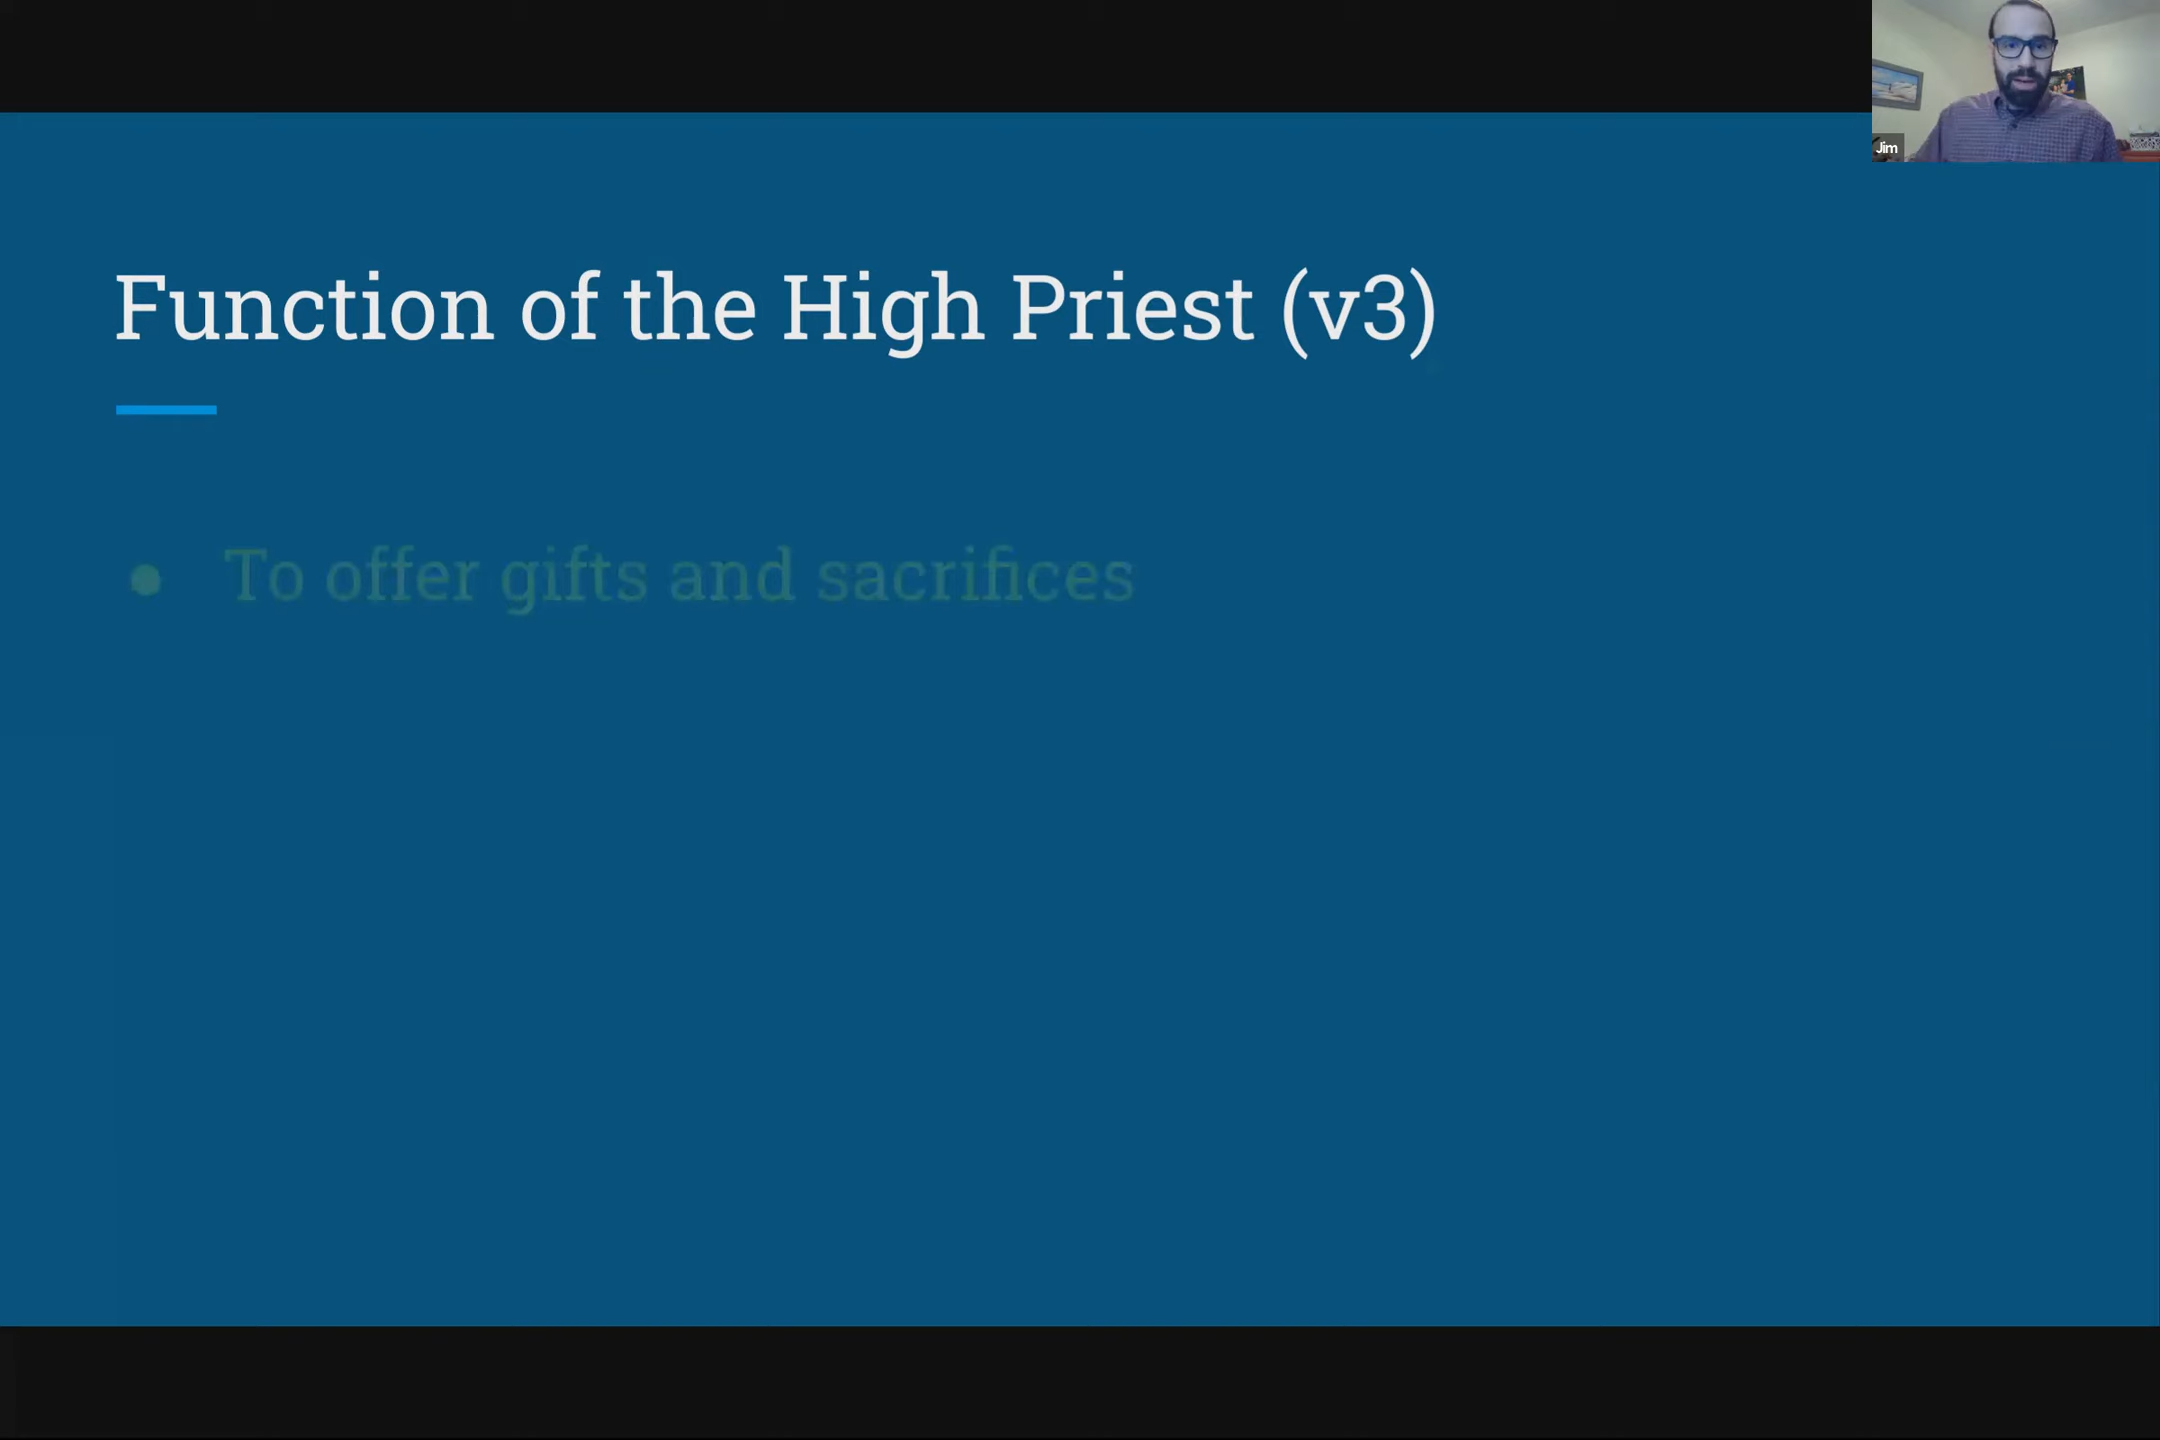 Jim
Function of the High Priest (v3)
● To offer gifts and sacrifices